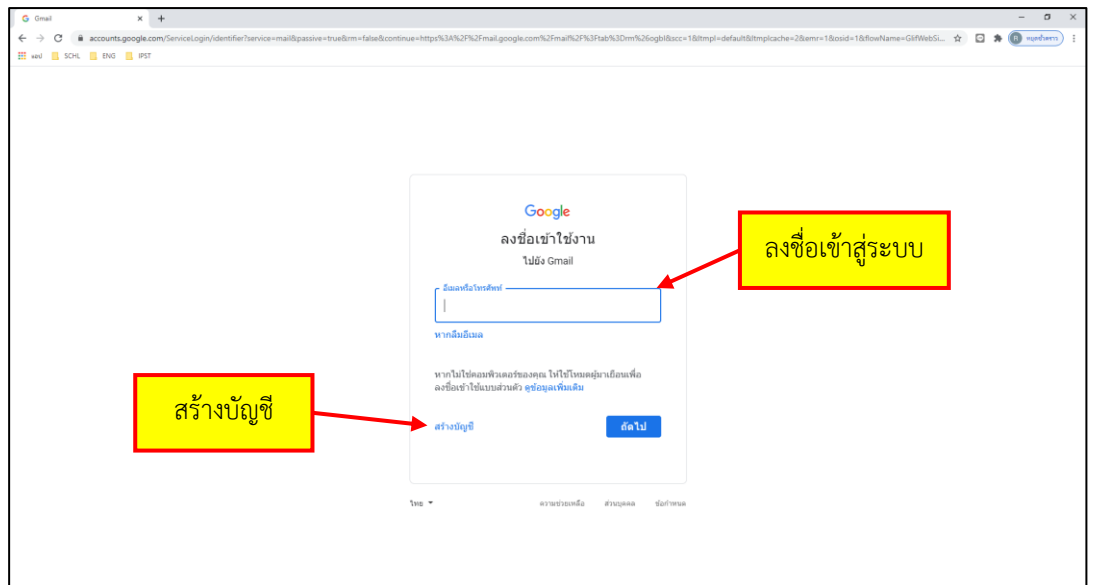 Gmail
accounts.google.com/ServiceLogin/identifier?service=mail&passive=true&rm=false&continue=https%3A%2F%2Fmail.google.com%2Fmail%2F%3Ftab%3Drm%26ogbl&scc=1&ltmpl=default&ltmplcache=2&emr=1&osid=1&flowName=GlifWebSi...
แอป SCHL ENG IPST
Google
ลงชื่อเข้าใช้งาน
ไปยัง Gmail
ลงชื่อเข้าสู่ระบบ
อีเมลหรือโทรศัพท์
หากลืมอีเมล
หากไม่ใช่คอมพิวเตอร์ของคุณ ให้ใช้โหมดผู้มาเยือนเพื่อ
ลงชื่อเข้าใช้แบบส่วนตัว ดูข้อมูลเพิ่มเติม
สร้างบัญชี
สร้างบัญชี ถัดไป
ไทย ความช่วยเหลือ ส่วนบุคคล ข้อกำหนด